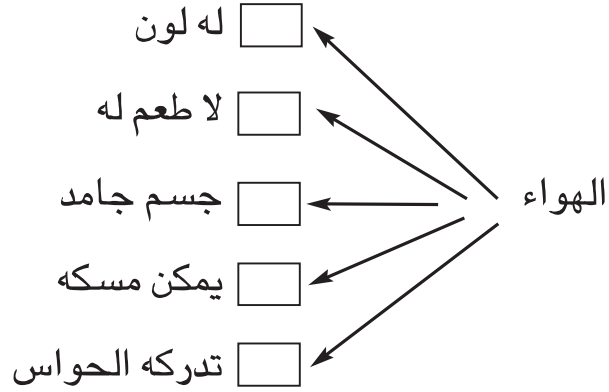 له لون
لا طعم له
الهواء
جسم جامد
يمكن مسكه
تدركه الحواس